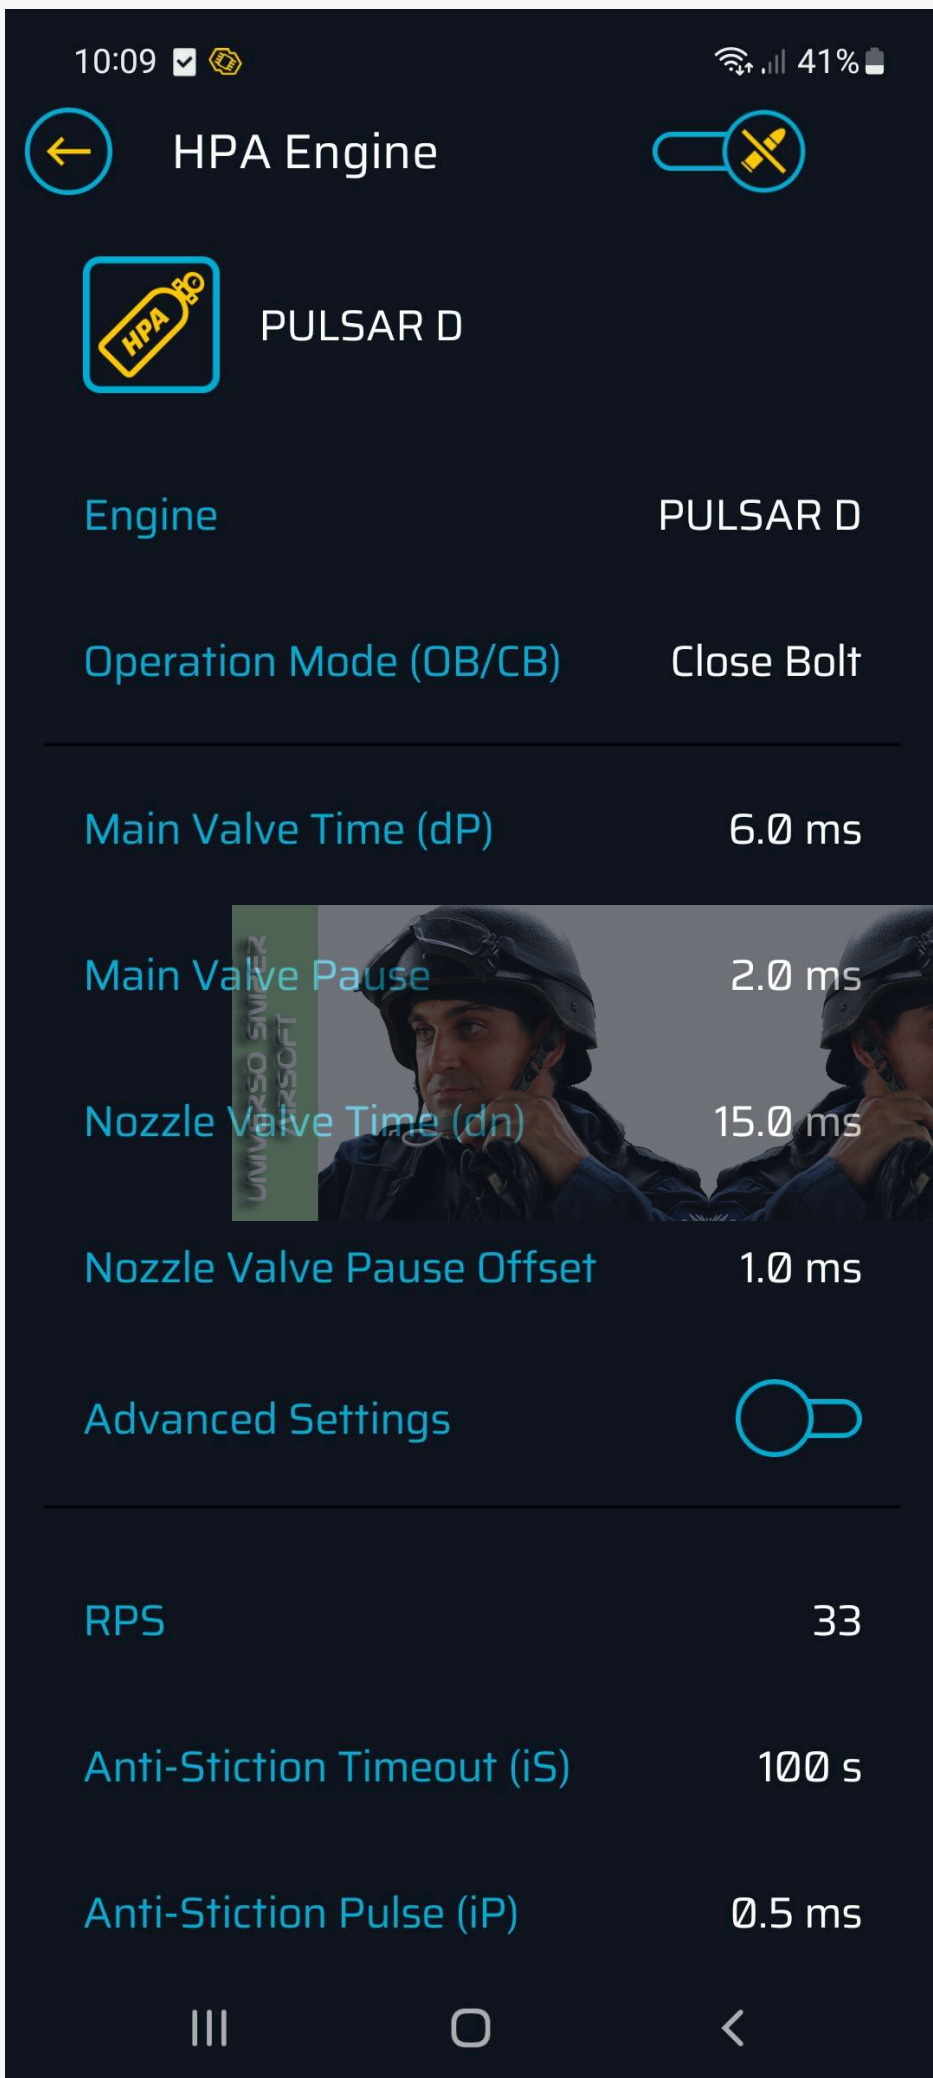 10:09 41%
HPA Engine
HPA
PULSAR D
Engine PULSAR D
Operation Mode (OB/CB) Close Bolt
Main Valve Time (dP) 6.0 ms
Main Valve Pause 2.0 ms
Nozzle Valve Time (dn) 15.0 ms
UNIVERSO SNIPER
AIRSOFT
Nozzle Valve Pause Offset 1.0 ms
Advanced Settings
RPS 33
Anti-Stiction Timeout (iS) 100 s
Anti-Stiction Pulse (iP) 0.5 ms